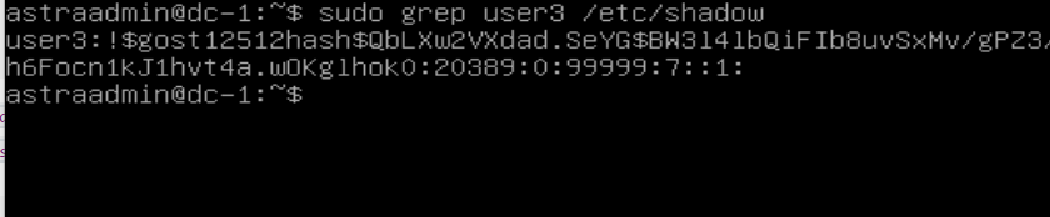 astraadmin@dc-1:~$ sudo grep user3 /etc/shadow
user3:!$gost12512hash$QbLXw2VXdad.SeYG$BW3l4lbQiFIb8uvSxMv/gPZ3/
h6Focn1kJ1hvt4a.wOKglhok0:20389:0:99999:7::1:
astraadmin@dc-1:~$